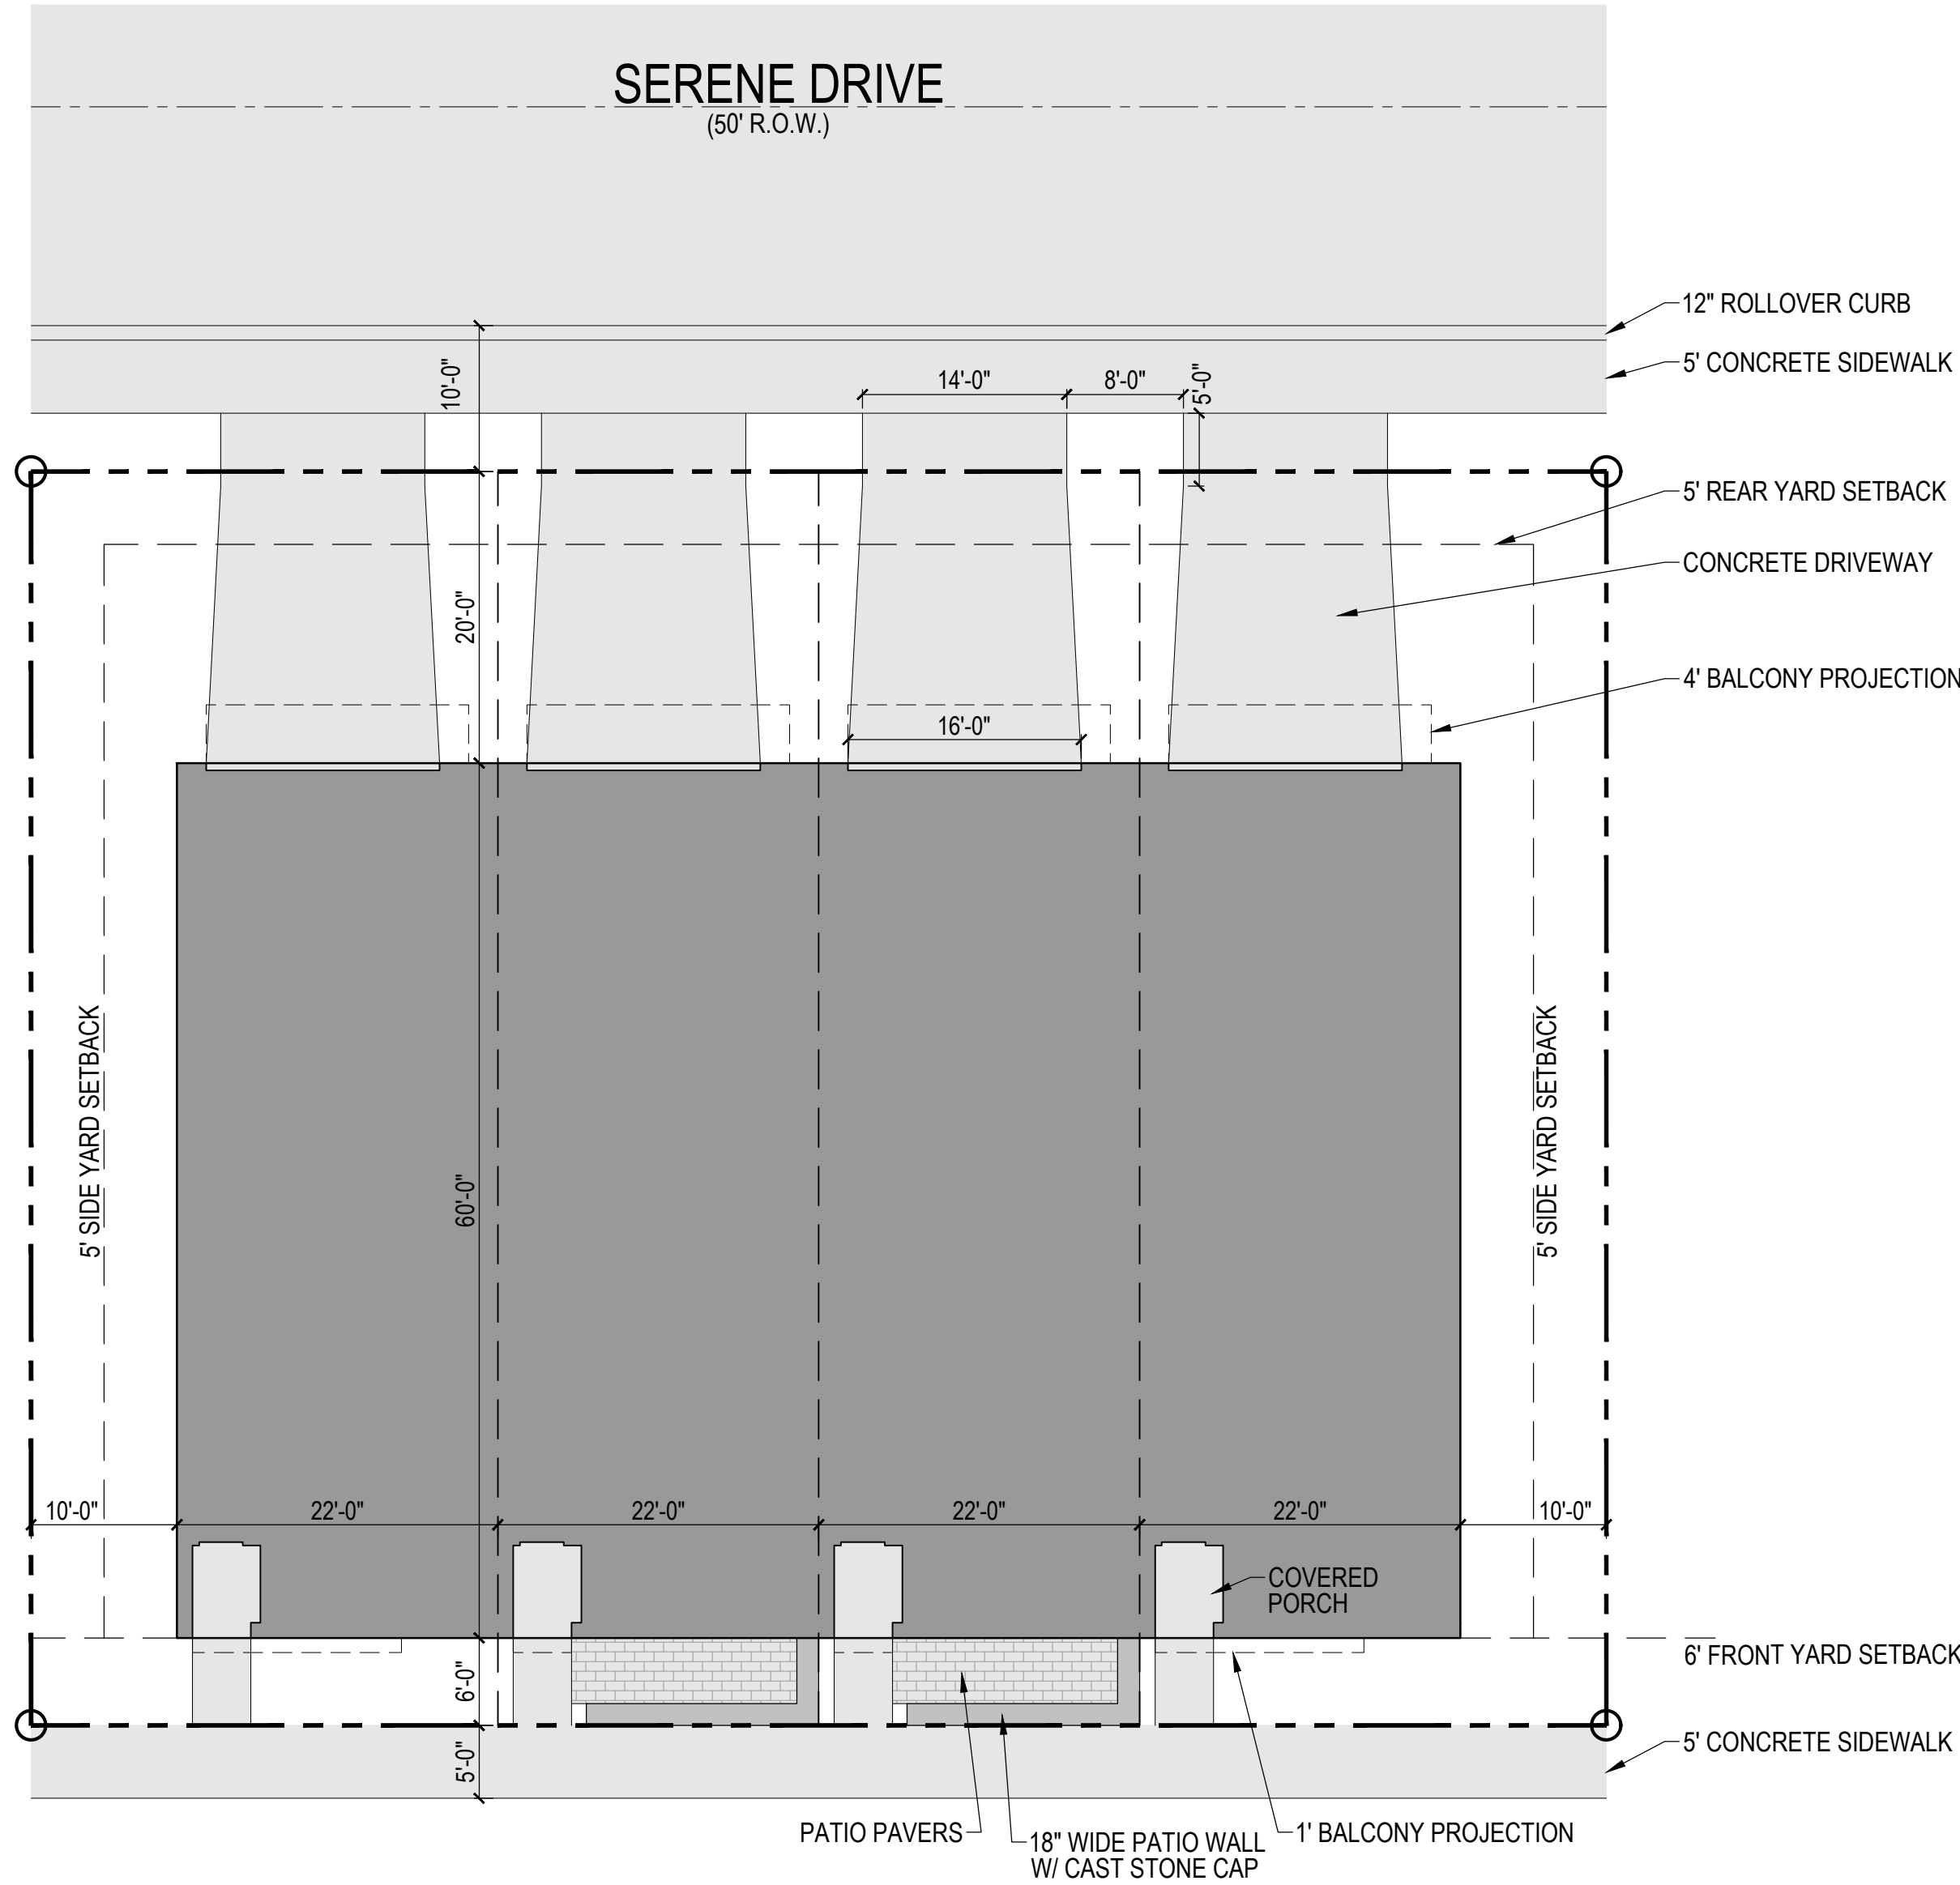 SERENE DRIVE
(50' R.O.W.)
12" ROLLOVER CURB
10'-0"
14'-0"
8'-0"
5'-0"
5' CONCRETE SIDEWALK
5' REAR YARD SETBACK
CONCRETE DRIVEWAY
20'-0"
4' BALCONY PROJECTION
16'-0"
5' SIDE YARD SETBACK
60'-0"
5' SIDE YARD SETBACK
10'-0"
22'-0"
22'-0"
22'-0"
22'-0"
10'-0"
COVERED
PORCH
6'-0"
6' FRONT YARD SETBACK
5'-0"
5' CONCRETE SIDEWALK
PATIO PAVERS
18" WIDE PATIO WALL
W/ CAST STONE CAP
1' BALCONY PROJECTION